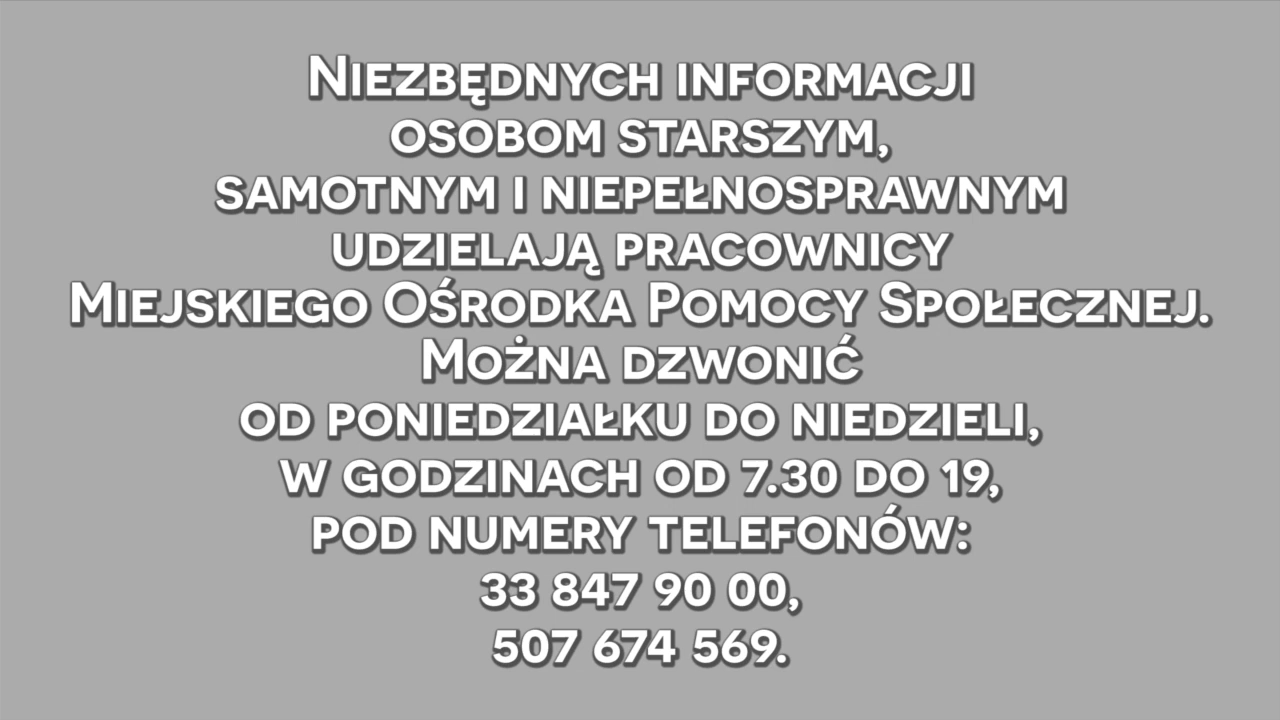 Niezbędnych informacji
osobom starszym,
samotnym i niepełnosprawnym
udzielają pracownicy
Miejskiego Ośrodka Pomocy Społecznej.
Można dzwonić
od poniedziałku do niedzieli,
w godzinach od 7.30 do 19,
pod numery telefonów:
33 847 90 00,
507 674 569.